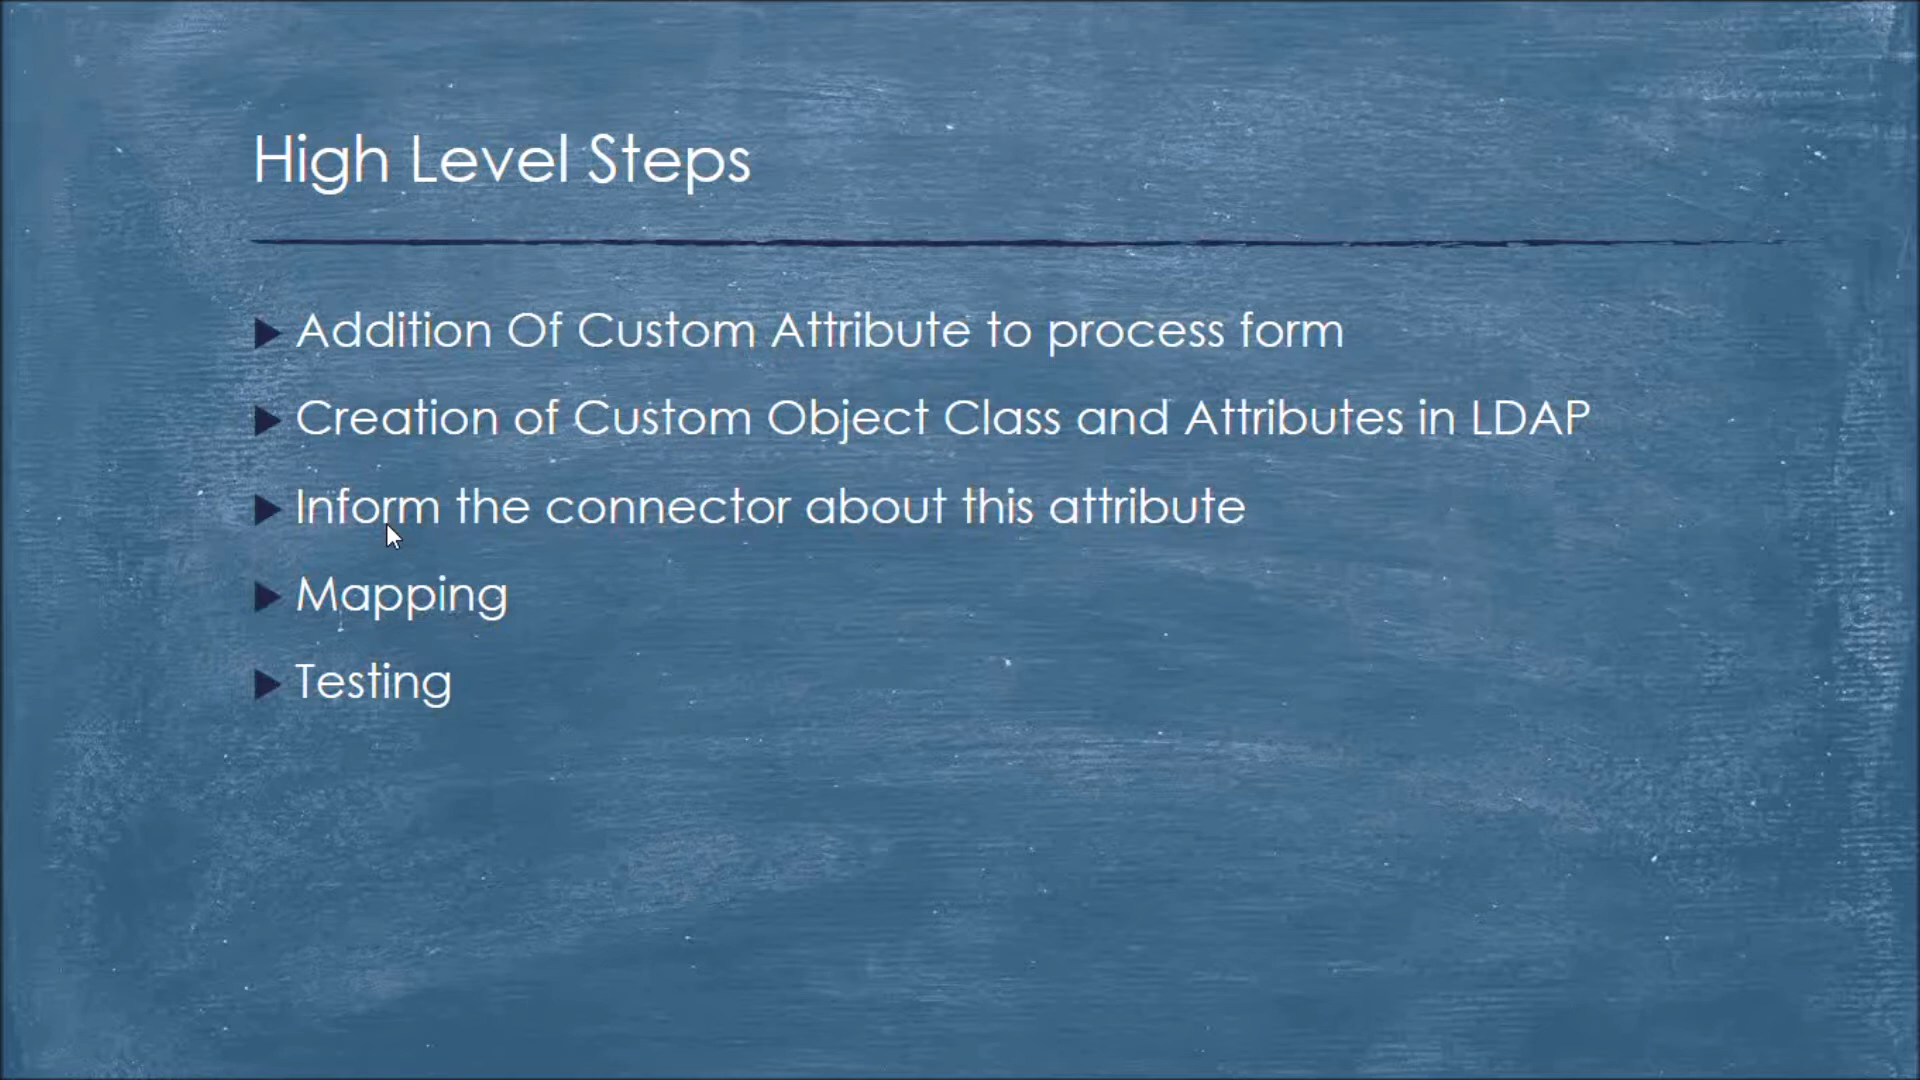 High Level Steps
Addition Of Custom Attribute to process form
Creation of Custom Object Class and Attributes in LDAP
Inform the connector about this attribute
Mapping
Testing